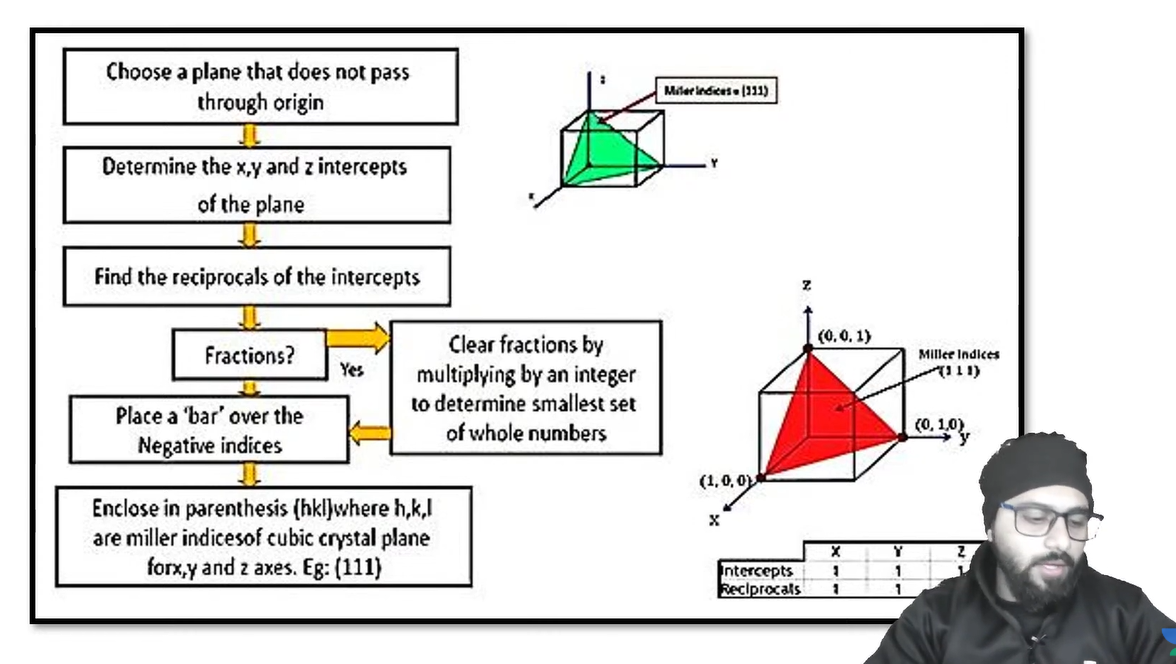 Choose a plane that does not pass
through origin
Determine the x,y and z intercepts
of the plane
Find the reciprocals of the intercepts
Fractions?
Yes
Clear fractions by
multiplying by an integer
to determine smallest set
of whole numbers
Place a ‘bar’ over the
Negative indices
Enclose in parenthesis (hkl)where h,k,l
are miller indicesof cubic crystal plane
forx,y and z axes. Eg: (111)
z
Miller indices = (111)
Y
x
Z
(0, 0, 1)
Miller Indices
(1 1 1)
(0, 1,0)
y
(1, 0, 0)
X
X Y Z
Intercepts 1 1 1
Reciprocals 1 1